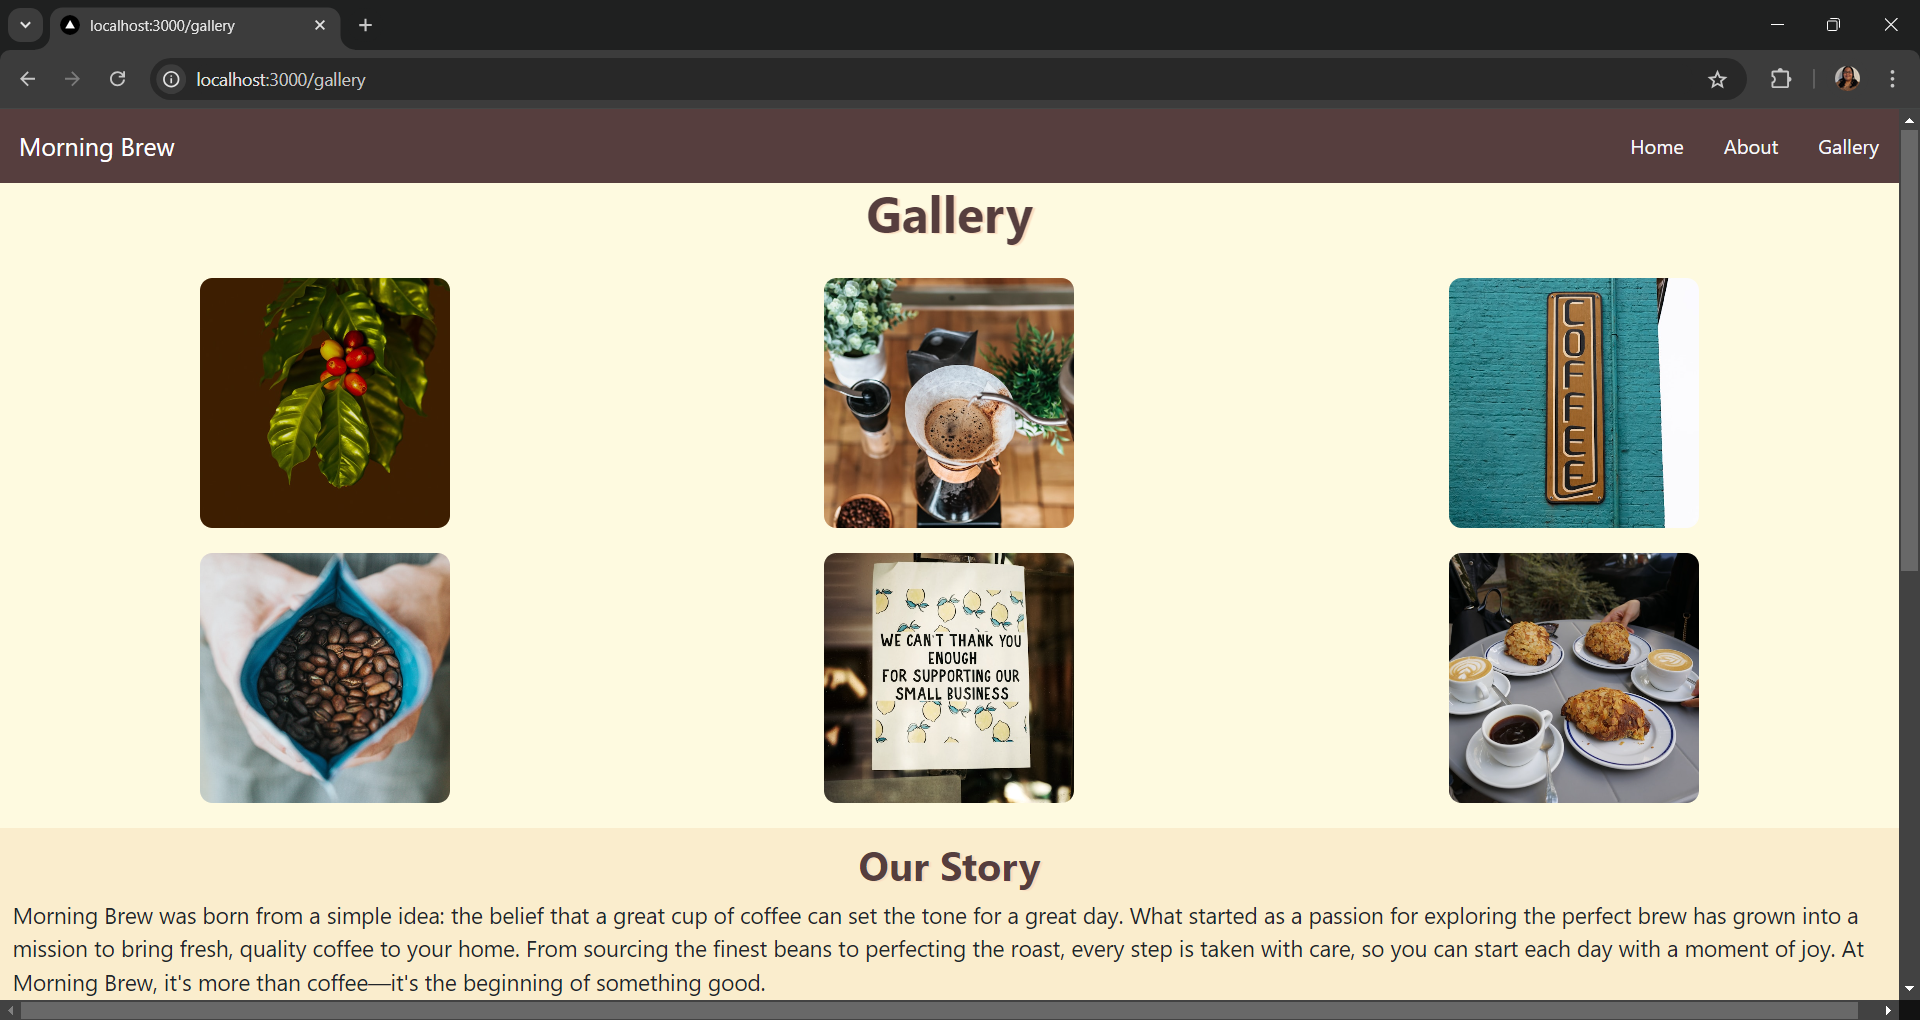 localhost:3000/gallery
localhost:3000/gallery
Morning Brew
Home About Gallery
Gallery
COFFEE
WE CAN'T THANK YOU
ENOUGH
FOR SUPPORTING OUR
SMALL BUSINESS
Our Story
Morning Brew was born from a simple idea: the belief that a great cup of coffee can set the tone for a great day. What started as a passion for exploring the perfect brew has grown into a
mission to bring fresh, quality coffee to your home. From sourcing the finest beans to perfecting the roast, every step is taken with care, so you can start each day with a moment of joy. At
Morning Brew, it's more than coffee—it's the beginning of something good.